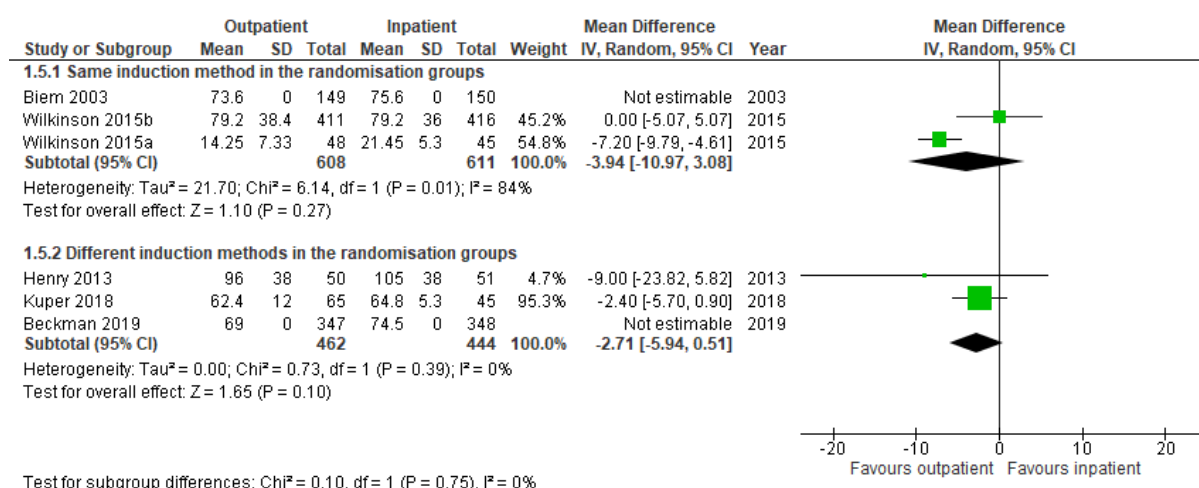 Outpatient Inpatient Mean Difference Mean Difference
Study or Subgroup Mean SD Total Mean SD Total Weight IV, Random, 95% CI Year IV, Random, 95% CI
1.5.1 Same induction method in the randomisation groups
Biem 2003 73.6 0 149 75.6 0 150 Not estimable 2003
Wilkinson 2015b 79.2 38.4 411 79.2 36 416 45.2% 0.00 [-5.07, 5.07] 2015
Wilkinson 2015a 14.25 7.33 48 21.45 5.3 45 54.8% -7.20 [-9.79, -4.61] 2015
Subtotal (95% CI) 608 611 100.0% -3.94 [-10.97, 3.08]
Heterogeneity: Tau² = 21.70; Chi² = 6.14, df = 1 (P = 0.01); I² = 84%
Test for overall effect: Z = 1.10 (P = 0.27)
1.5.2 Different induction methods in the randomisation groups
Henry 2013 96 38 50 105 38 51 4.7% -9.00 [-23.82, 5.82] 2013
Kuper 2018 62.4 12 65 64.8 5.3 45 95.3% -2.40 [-5.70, 0.90] 2018
Beckman 2019 69 0 347 74.5 0 348 Not estimable 2019
Subtotal (95% CI) 462 444 100.0% -2.71 [-5.94, 0.51]
Heterogeneity: Tau² = 0.00; Chi² = 0.73, df = 1 (P = 0.39); I² = 0%
Test for overall effect: Z = 1.65 (P = 0.10)
-20 -10 0 10 20
Favours outpatient Favours inpatient
Test for subgroup differences: Chi² = 0.10, df = 1 (P = 0.75), I² = 0%